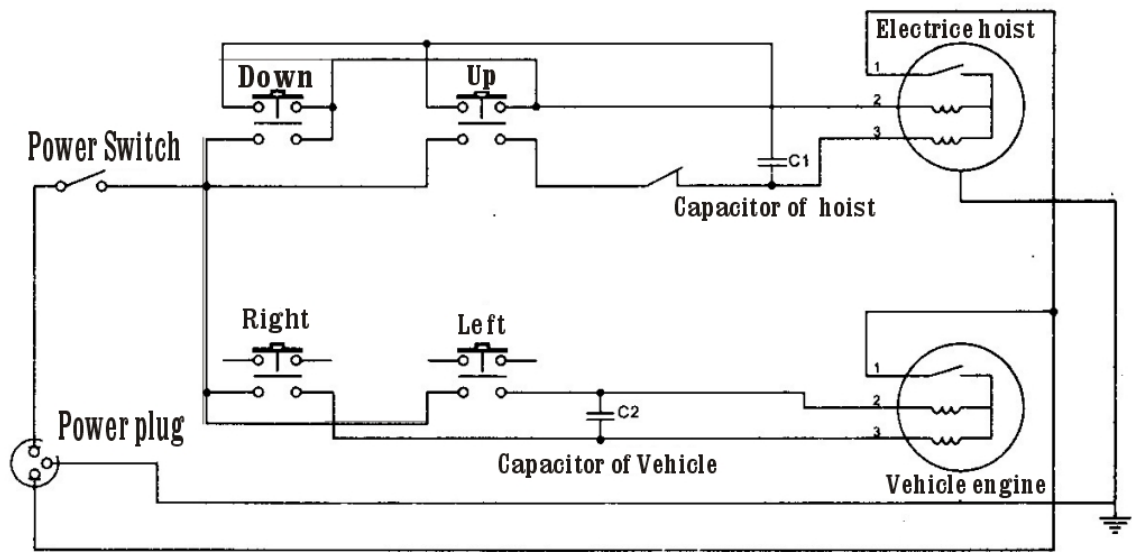 Electrice hoist
Down
Up
1
2
3
Power Switch
C1
Capacitor of hoist
Right
Left
1
2
3
C2
Power plug
Capacitor of Vehicle
Vehicle engine